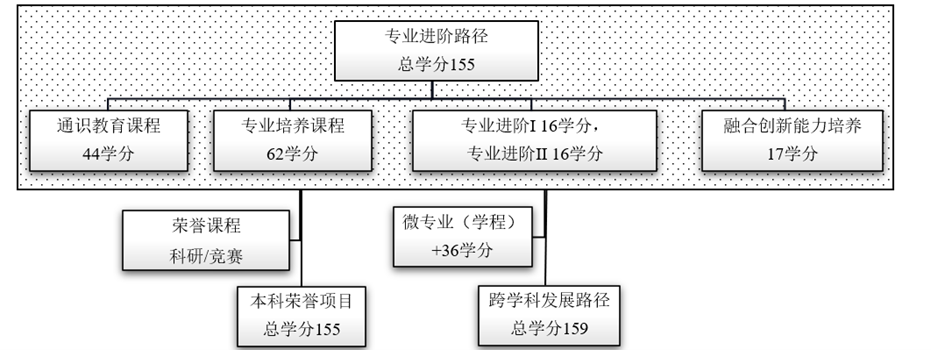 专业进阶路径
总学分155
通识教育课程
44学分
专业培养课程
62学分
专业进阶I 16学分，
专业进阶II 16学分
融合创新能力培养
17学分
荣誉课程
科研/竞赛
微专业（学程）
+36学分
本科荣誉项目
总学分155
跨学科发展路径
总学分159